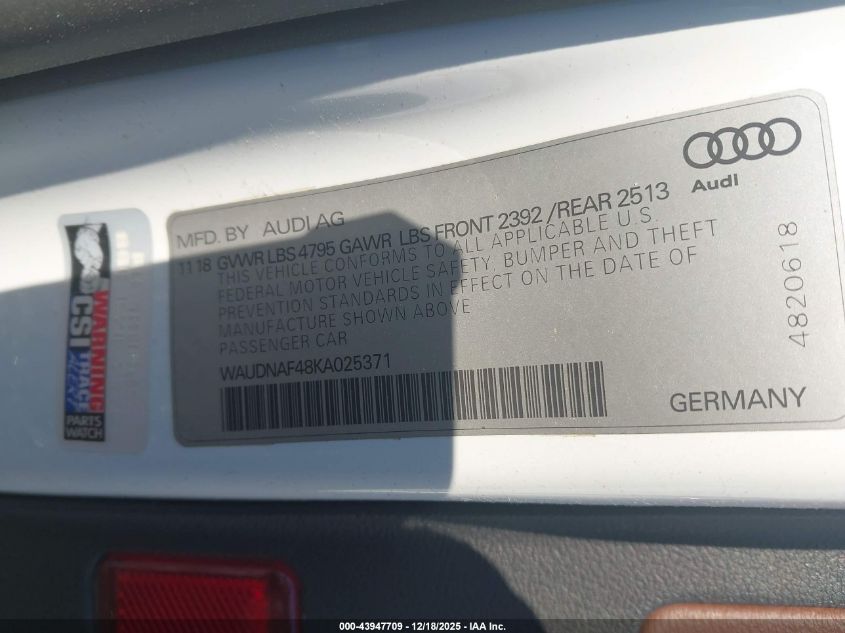 Audi
MFD. BY AUDI AG
11 18 GVWR LBS 4795 GAWR LBS FRONT 2392 /REAR 2513
THIS VEHICLE CONFORMS TO ALL APPLICABLE U.S.
FEDERAL MOTOR VEHICLE SAFETY, BUMPER AND THEFT
PREVENTION STANDARDS IN EFFECT ON THE DATE OF
MANUFACTURE SHOWN ABOVE
PASSENGER CAR
WAUDNAF48KA025371
GERMANY
4820618
WARNING
CSI
TRACE
PARTS
WATCH
000-43947709 - 12/18/2025 - IAA Inc.